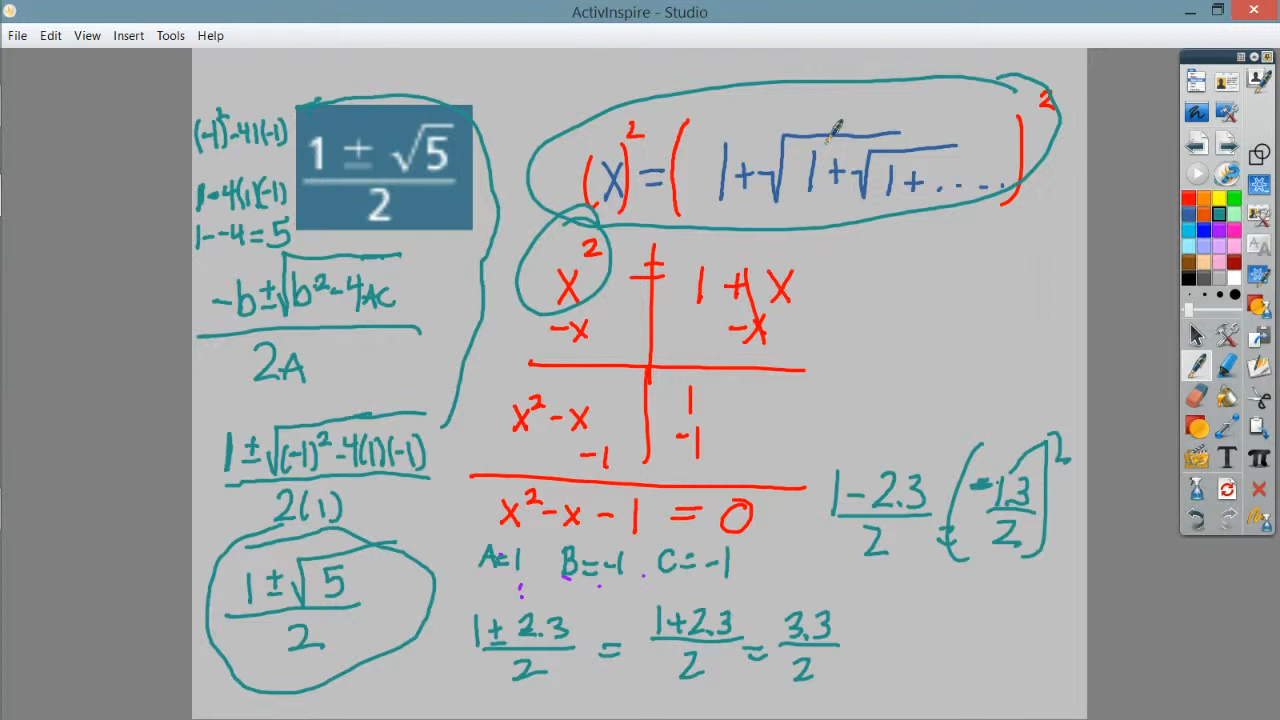 ActivInspire - Studio
File Edit View Insert Tools Help
(-1)²-41(-1)
1-4(1)(-1)
1--4=5
1 ± √5
2
-b±√b²-4AC
2A
1±√(-1)²-4(1)(-1)
2(1)
1±√5
2
(x)² = (1+√1+√1+....)²
x² = 1+x
-x -x
x²-x 1
-1 -1
x²-x-1 = 0
A=1 B=-1 C=-1
1±2.3 = 1+2.3 = 3.3
2 2 2
1-2.3 = (-1.3)²
2 2